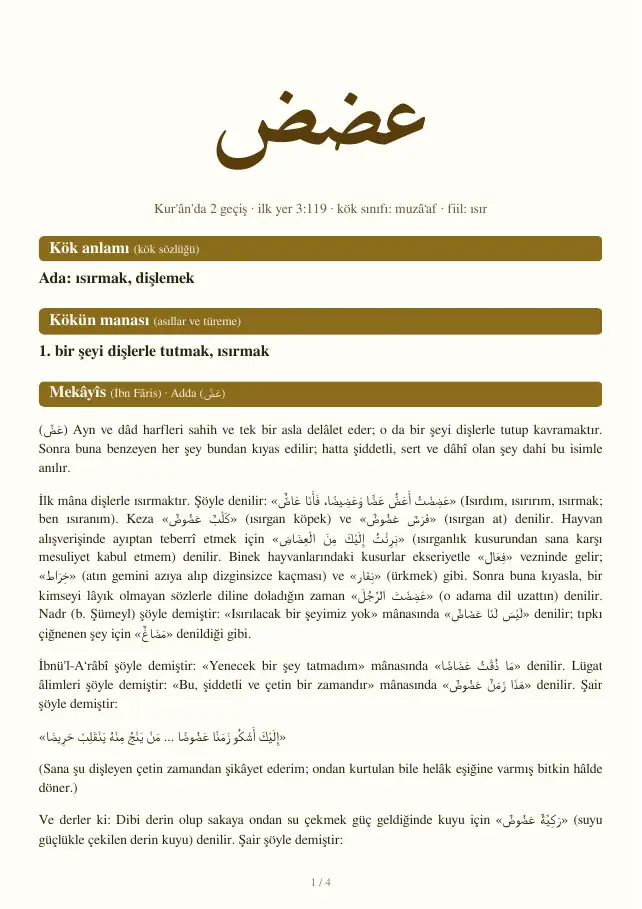 عضض
Kur'ân'da 2 geçiş · ilk yer 3:119 · kök sınıfı: muzâ‘af · fiil: ısır
Kök anlamı (kök sözlüğü)
Ada: ısırmak, dişlemek
Kökün manası (asıllar ve türeme)
1. bir şeyi dişlerle tutmak, ısırmak
Mekâyîs (İbn Fâris) · Adda (عَضَّ)
(عَضَّ) Ayn ve dâd harfleri sahih ve tek bir asla delâlet eder; o da bir şeyi dişlerle tutup kavramaktır.
Sonra buna benzeyen her şey bundan kıyas edilir; hatta şiddetli, sert ve dâhî olan şey dahi bu isimle
anılır.
İlk mâna dişlerle ısırmaktır. Şöyle denilir: «عَضِضْتُ أَعَضُّ عَضًّا وَعَضِيضًا، فَأَنَا عَاضٌّ» (Isırdım, ısırırım, ısırmak;
ben ısıranım). Keza «كَلْبٌ عَضُوضٌ» (ısırgan köpek) ve «فَرَسٌ عَضُوضٌ» (ısırgan at) denilir. Hayvan
alışverişinde ayıptan teberrî etmek için «بَرِئْتُ إِلَيْكَ مِنَ الْعِضَاضِ» (ısırganlık kusurundan sana karşı
mesuliyet kabul etmem) denilir. Binek hayvanlarındaki kusurlar ekseriyetle «فِعَال» vezninde gelir;
«خِرَاط» (atın gemini azıya alıp dizginsizce kaçması) ve «نِفَار» (ürkmek) gibi. Sonra buna kıyasla, bir
kimseyi lâyık olmayan sözlerle diline doladığın zaman «عَضِضْتَ الرَّجُلَ» (o adama dil uzattın) denilir.
Nadr (b. Şümeyl) şöyle demiştir: «Isırılacak bir şeyimiz yok» mânasında «لَيْسَ لَنَا عَضَاضٌ» denilir; tıpkı
çiğnenen şey için «مَضَاغٌ» denildiği gibi.
İbnü'l-A‘râbî şöyle demiştir: «Yenecek bir şey tatmadım» mânasında «مَا ذُقْتُ عَضَاضًا» denilir. Lügat
âlimleri şöyle demiştir: «Bu, şiddetli ve çetin bir zamandır» mânasında «هَذَا زَمَنٌ عَضُوضٌ» denilir. Şair
şöyle demiştir:
«إِلَيْكَ أَشْكُو زَمَنًا عَضُوضًا ... مَنْ يَنْجُ مِنْهُ يَنْقَلِبْ حَرِيضًا»
(Sana şu dişleyen çetin zamandan şikâyet ederim; ondan kurtulan bile helâk eşiğine varmış bitkin hâlde
döner.)
Ve derler ki: Dibi derin olup sakaya ondan su çekmek güç geldiğinde kuyu için «رَكِيَّةٌ عَضُوضٌ» (suyu
güçlükle çekilen derin kuyu) denilir. Şair şöyle demiştir:
1 / 4